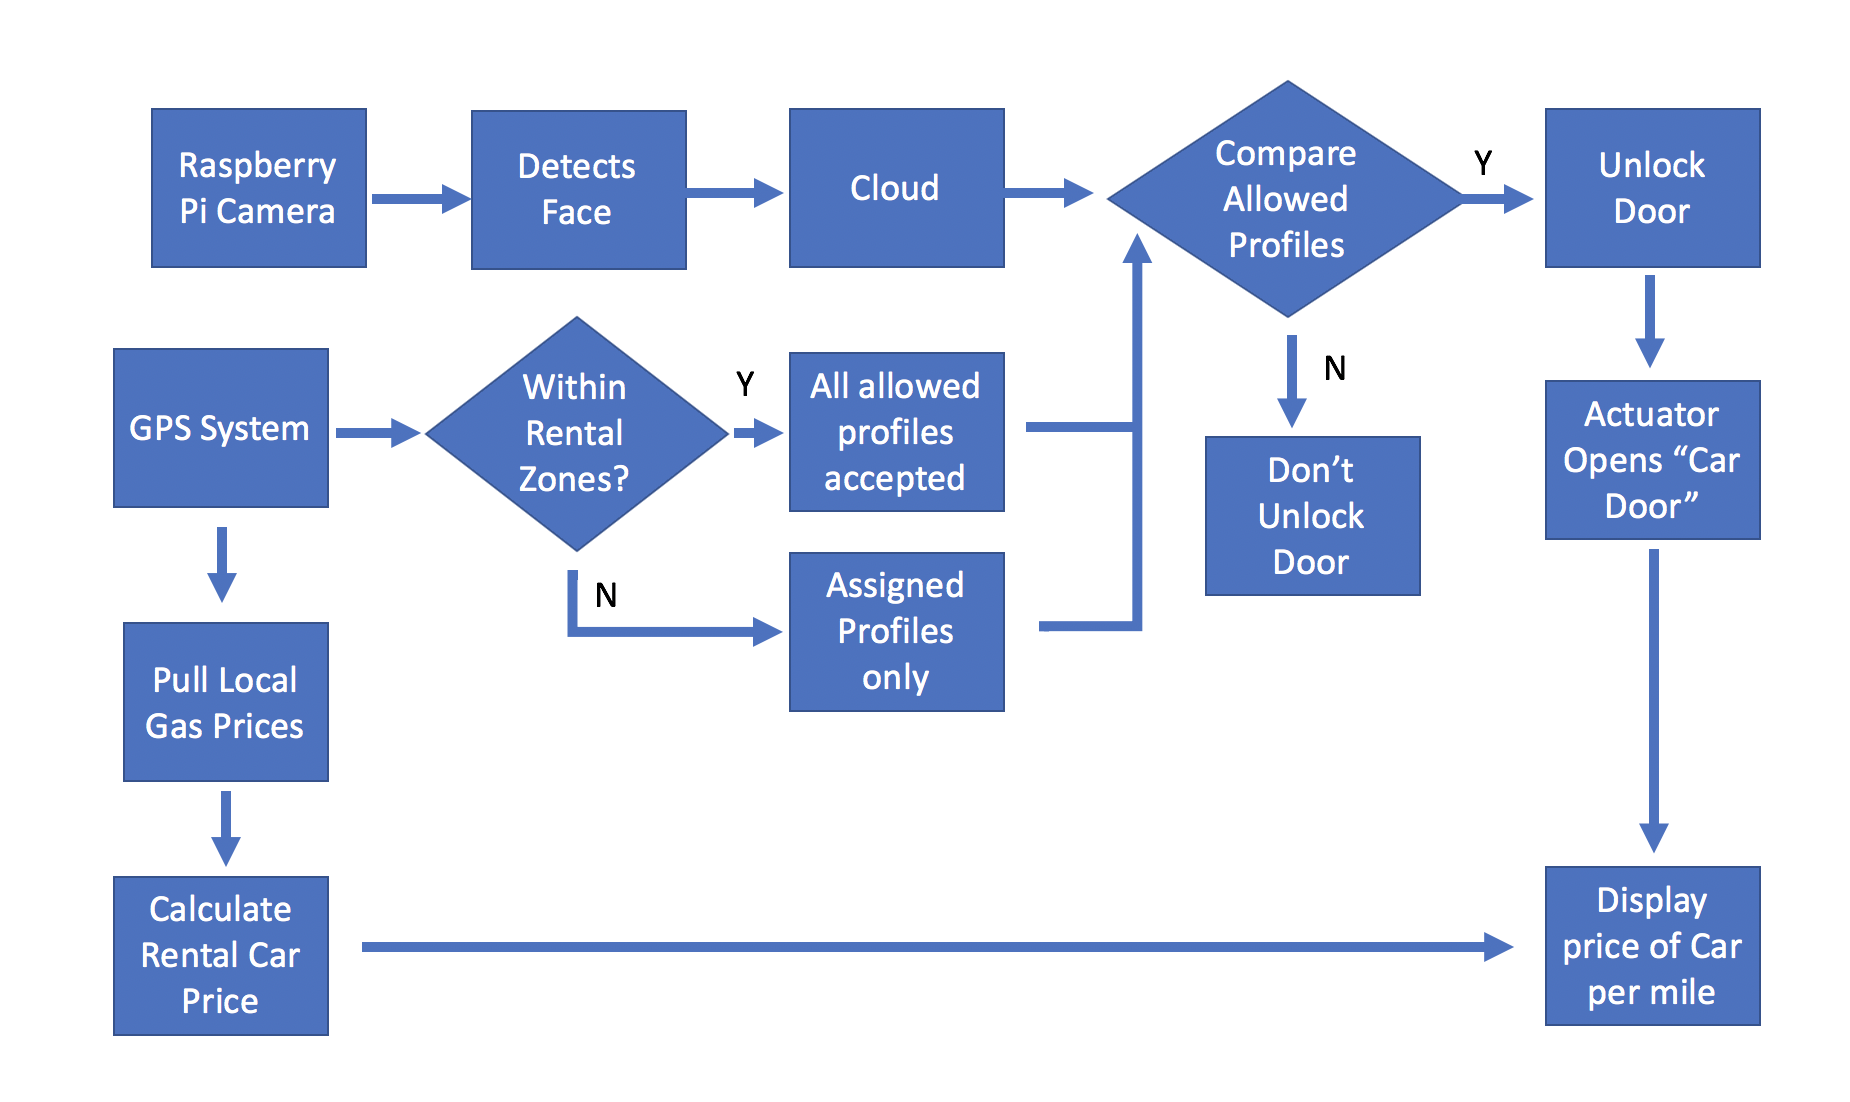 Raspberry
Pi Camera
Detects
Face
Cloud
Compare
Allowed
Profiles
Y
Unlock
Door
N
Don’t
Unlock
Door
GPS System
Within
Rental
Zones?
Y
All allowed
profiles
accepted
N
Assigned
Profiles
only
Actuator
Opens “Car
Door”
Pull Local
Gas Prices
Calculate
Rental Car
Price
Display
price of Car
per mile